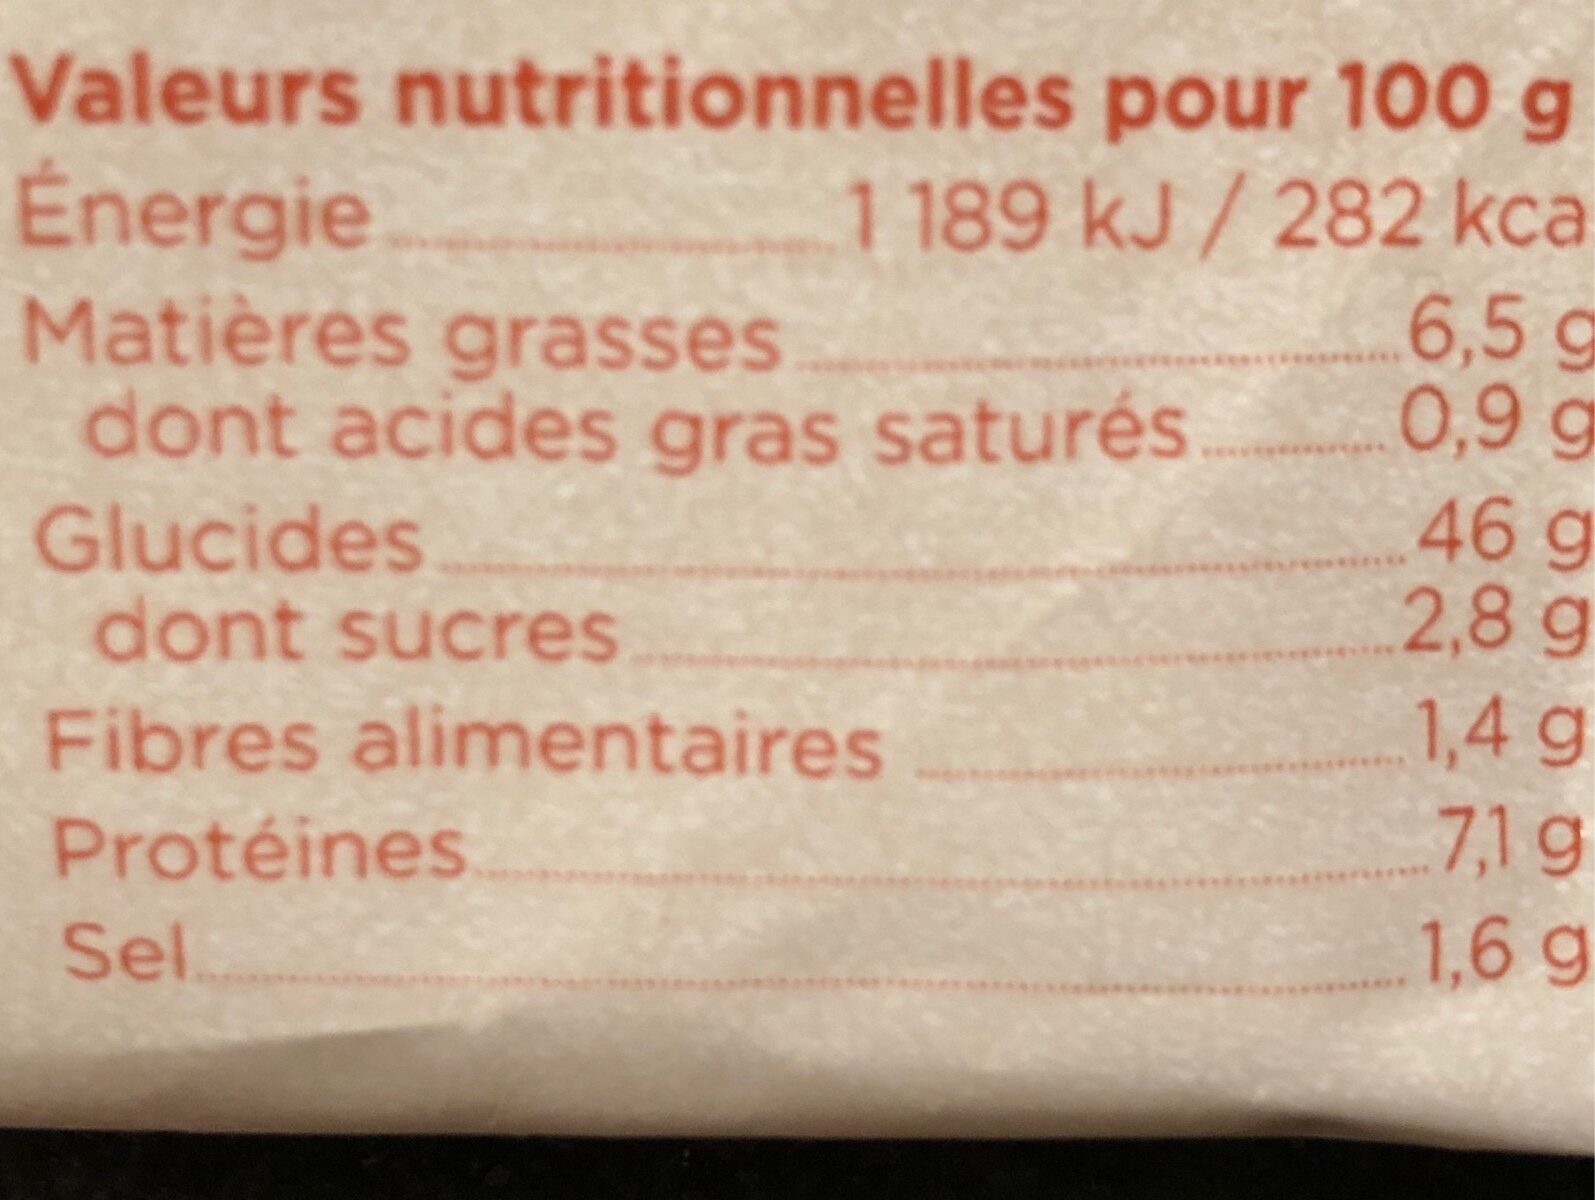 Valeurs nutritionnelles pour 100 g
Énergie 1 189 kJ / 282 kca
Matières grasses 6,5 g
dont acides gras saturés 0,9 g
Glucides 46 g
dont sucres 2,8 g
Fibres alimentaires 1,4 g
Protéines 7,1 g
Sel 1,6 g